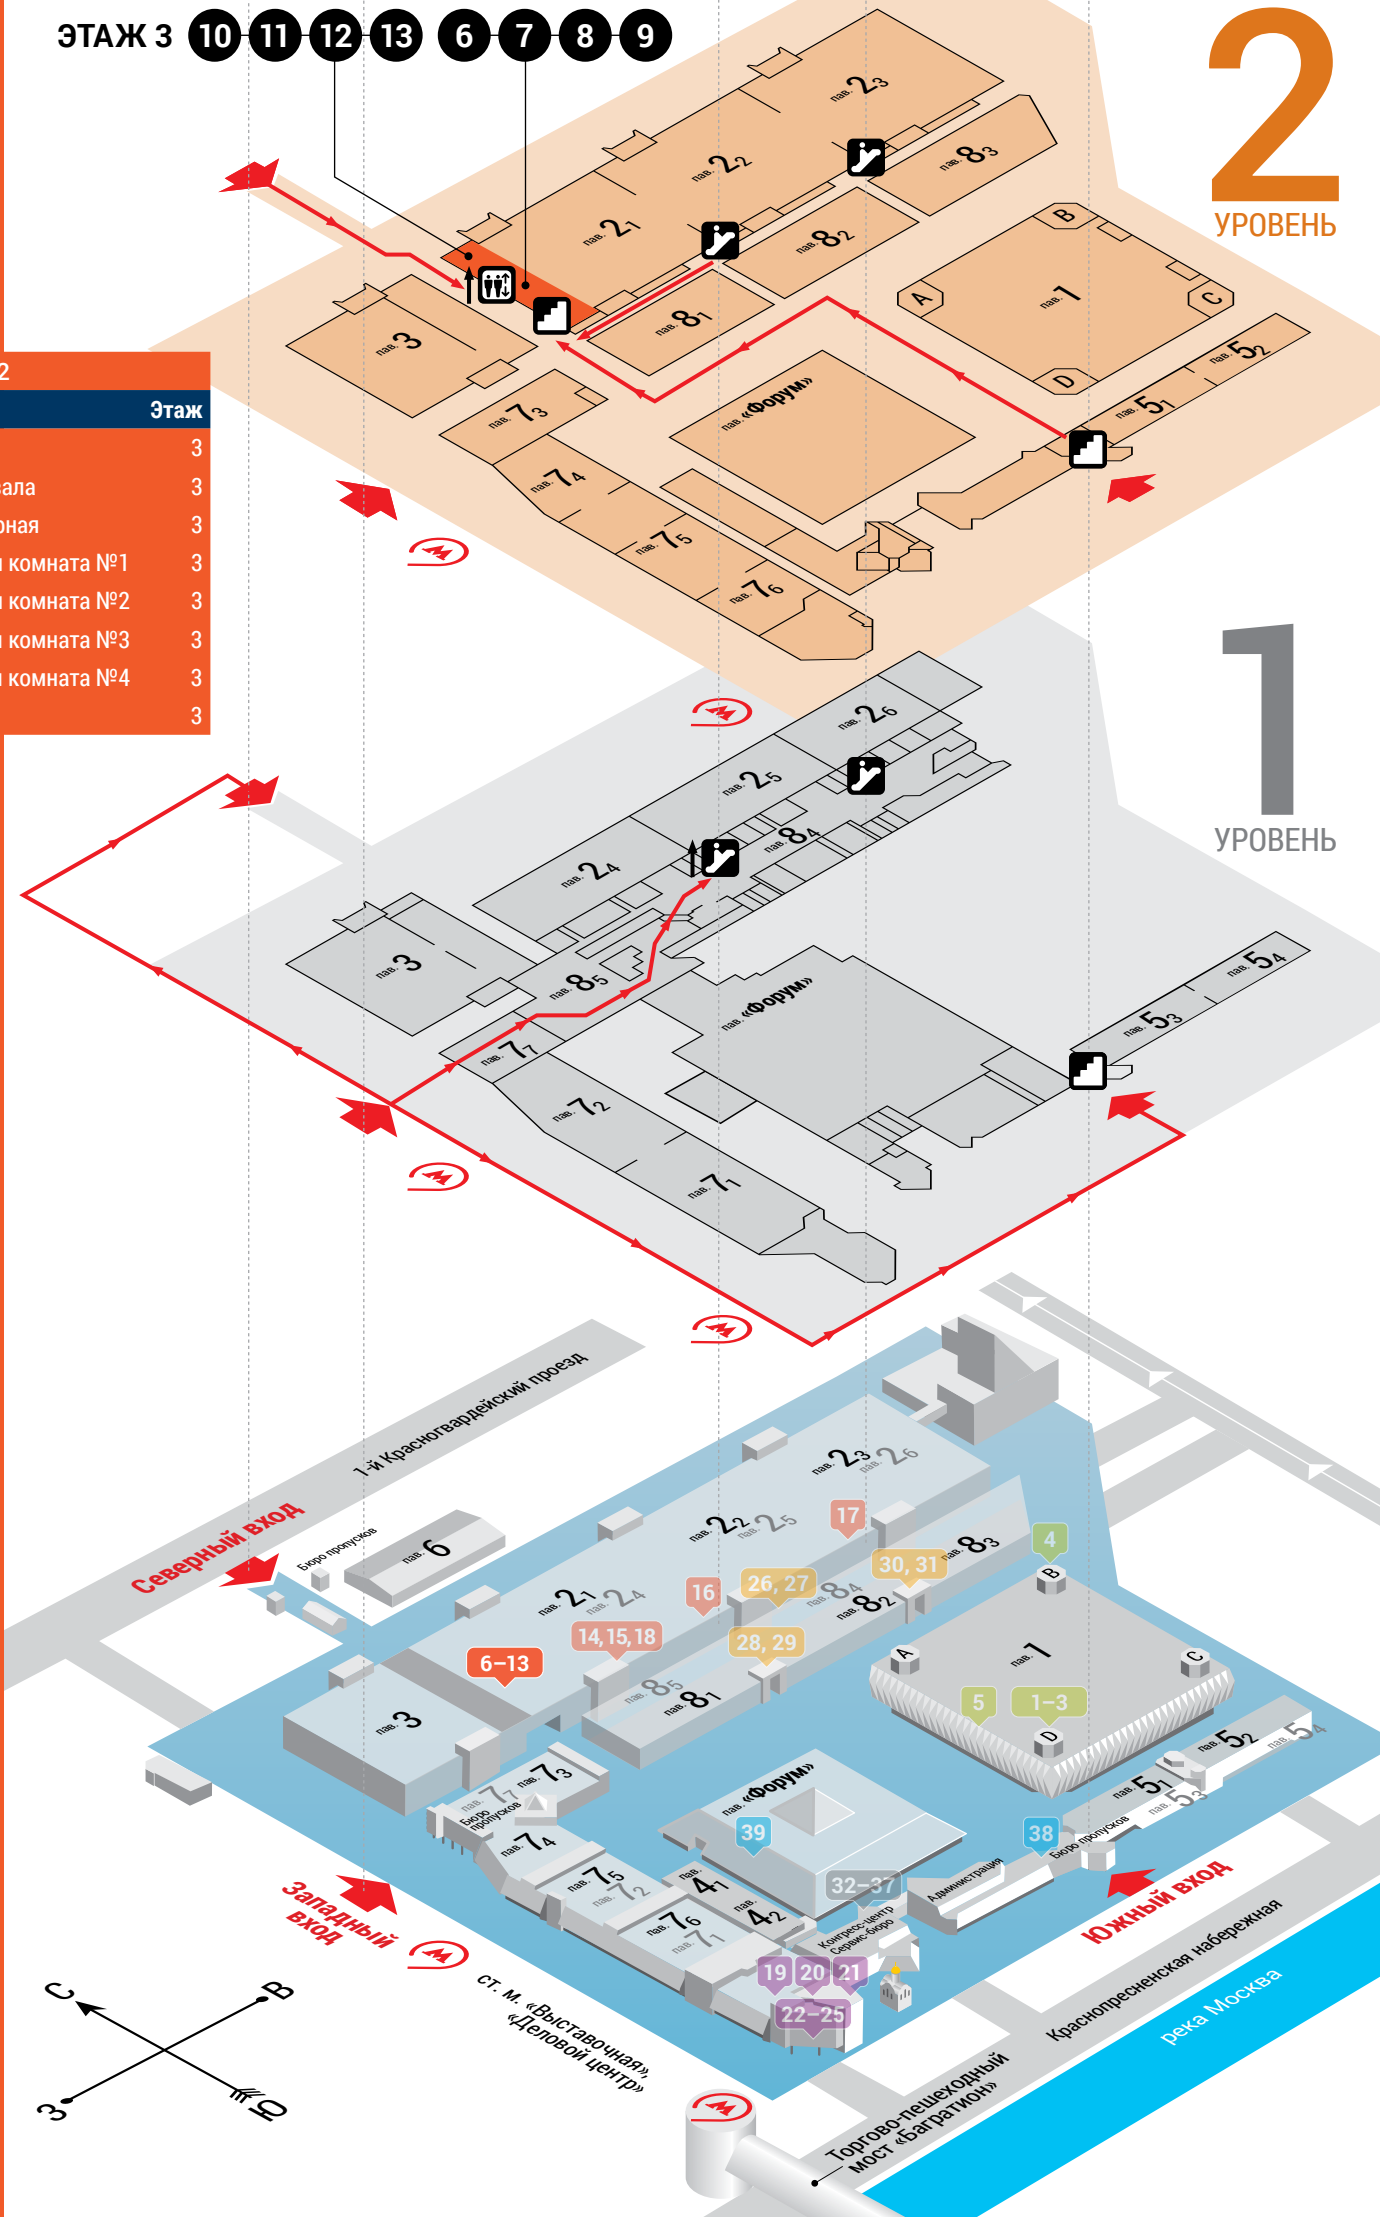 ЭТАЖ 3 10 11 12 13 6 7 8 9
2
УРОВЕНЬ
пав. 2₃
пав. 2₂
пав. 2₁
пав. 8₃
пав. 8₂
пав. 8₁
пав. 3
B
A
пав. 1
C
D
пав. 5₂
пав. 5₁
пав. «Форум»
пав. 7₃
пав. 7₄
пав. 7₅
пав. 7₆
2
Этаж
3
зала 3
рная 3
комната №1 3
комната №2 3
комната №3 3
комната №4 3
3
1
УРОВЕНЬ
пав. 2₆
пав. 2₅
пав. 8₄
пав. 2₄
пав. 3
пав. 8₅
пав. 7₇
пав. «Форум»
пав. 5₄
пав. 5₃
пав. 7₂
пав. 7₁
1-й Красногвардейский проезд
Северный вход
Бюро пропусков
пав. 6
пав. 2₃
пав. 2₆
пав. 2₂
пав. 2₅
17
пав. 8₃
4
B
30, 31
пав. 2₁
пав. 2₄
16
26, 27
пав. 8₄
пав. 8₂
14,15,18
28, 29
6–13
A
пав. 1
C
пав. 8₅
пав. 8₁
5
1–3
D
пав. 3
пав. 5₂
пав. 5₄
пав. 5₁
пав. 5₃
пав. 7₃
пав. 7₇
Бюро
пропусков
пав. «Форум»
39
38
Бюро пропусков
пав. 7₄
пав. 7₅
пав. 7₂
пав. 4₁
пав. 4₂
32–37
Администрация
пав. 7₆
пав. 7₁
Конгресс-центр
Сервис-бюро
19 20 21
22–25
Западный
вход
Южный вход
ст. м. «Выставочная»,
«Деловой центр»
Краснопресненская набережная
река Москва
Торгово-пешеходный
мост «Багратион»
С
В
З
Ю